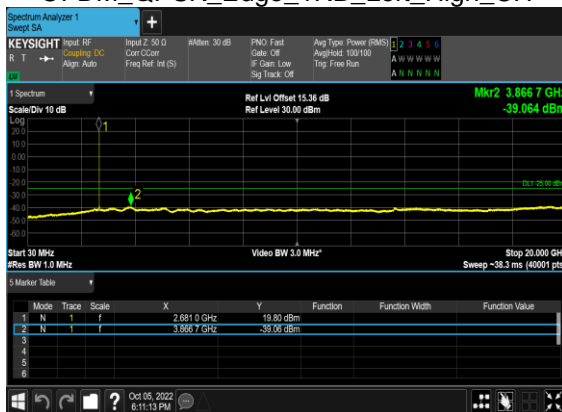 Spectrum Analyzer 1
Swept SA
+
KEYSIGHT
R T
LXI
Input: RF
Coupling: DC
Align: Auto
Input Z: 50 Ω
Corr CCorr
Freq Ref: Int (S)
#Atten: 30 dB
PNO: Fast
Gate: Off
IF Gain: Low
Sig Track: Off
Avg Type: Power (RMS)
Avg|Hold: 100/100
Trig: Free Run
1 2 3 4 5 6
A W W W W W
A N N N N N
1 Spectrum
Scale/Div 10 dB
Ref Lvl Offset 15.36 dB
Ref Level 30.00 dBm
Mkr2 3.866 7 GH
-39.064 dBn
Log
20.0
10.0
0.00
-10.0
-20.0
-30.0
-40.0
-50.0
-60.0
1
2
Start 30 MHz
#Res BW 1.0 MHz
Video BW 3.0 MHz*
Stop 20.000 GH
Sweep ~38.3 ms (40001 pts
5 Marker Table
Mode Trace Scale X Y Function Function Width Function Value
1 N 1 f 2.681 0 GHz 19.80 dBm
2 N 1 f 3.866 7 GHz -39.06 dBm
3
4
5
6
?
Oct 05, 2022
6:11:13 PM